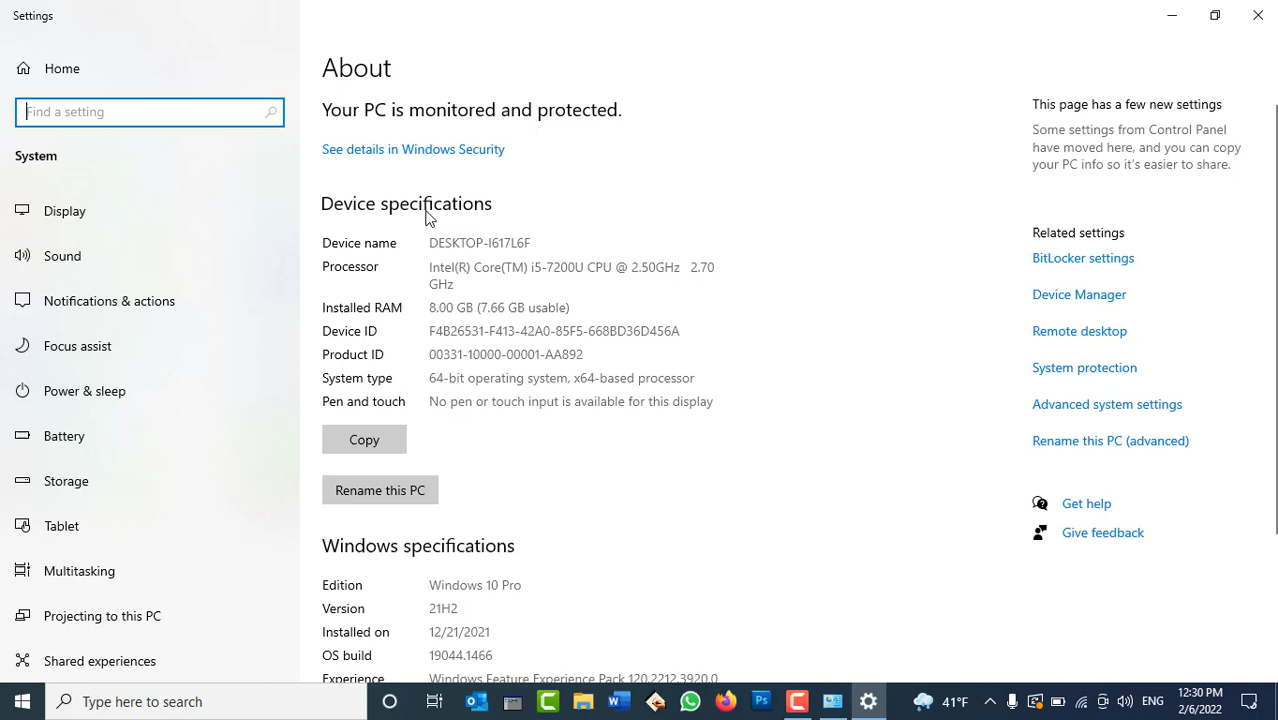 Settings
Home
Find a setting
System
Display
Sound
Notifications & actions
Focus assist
Power & sleep
Battery
Storage
Tablet
Multitasking
Projecting to this PC
Shared experiences
About
Your PC is monitored and protected.
See details in Windows Security
Device specifications
Device name DESKTOP-I617L6F
Processor Intel(R) Core(TM) i5-7200U CPU @ 2.50GHz 2.70
GHz
Installed RAM 8.00 GB (7.66 GB usable)
Device ID F4B26531-F413-42A0-85F5-668BD36D456A
Product ID 00331-10000-00001-AA892
System type 64-bit operating system, x64-based processor
Pen and touch No pen or touch input is available for this display
Copy
Rename this PC
Windows specifications
Edition Windows 10 Pro
Version 21H2
Installed on 12/21/2021
OS build 19044.1466
Experience Windows Feature Experience Pack 120.2212.3920.0
This page has a few new settings
Some settings from Control Panel
have moved here, and you can copy
your PC info so it's easier to share.
Related settings
BitLocker settings
Device Manager
Remote desktop
System protection
Advanced system settings
Rename this PC (advanced)
Get help
Give feedback
Type here to search
41°F
ENG
12:30 PM
2/6/2022